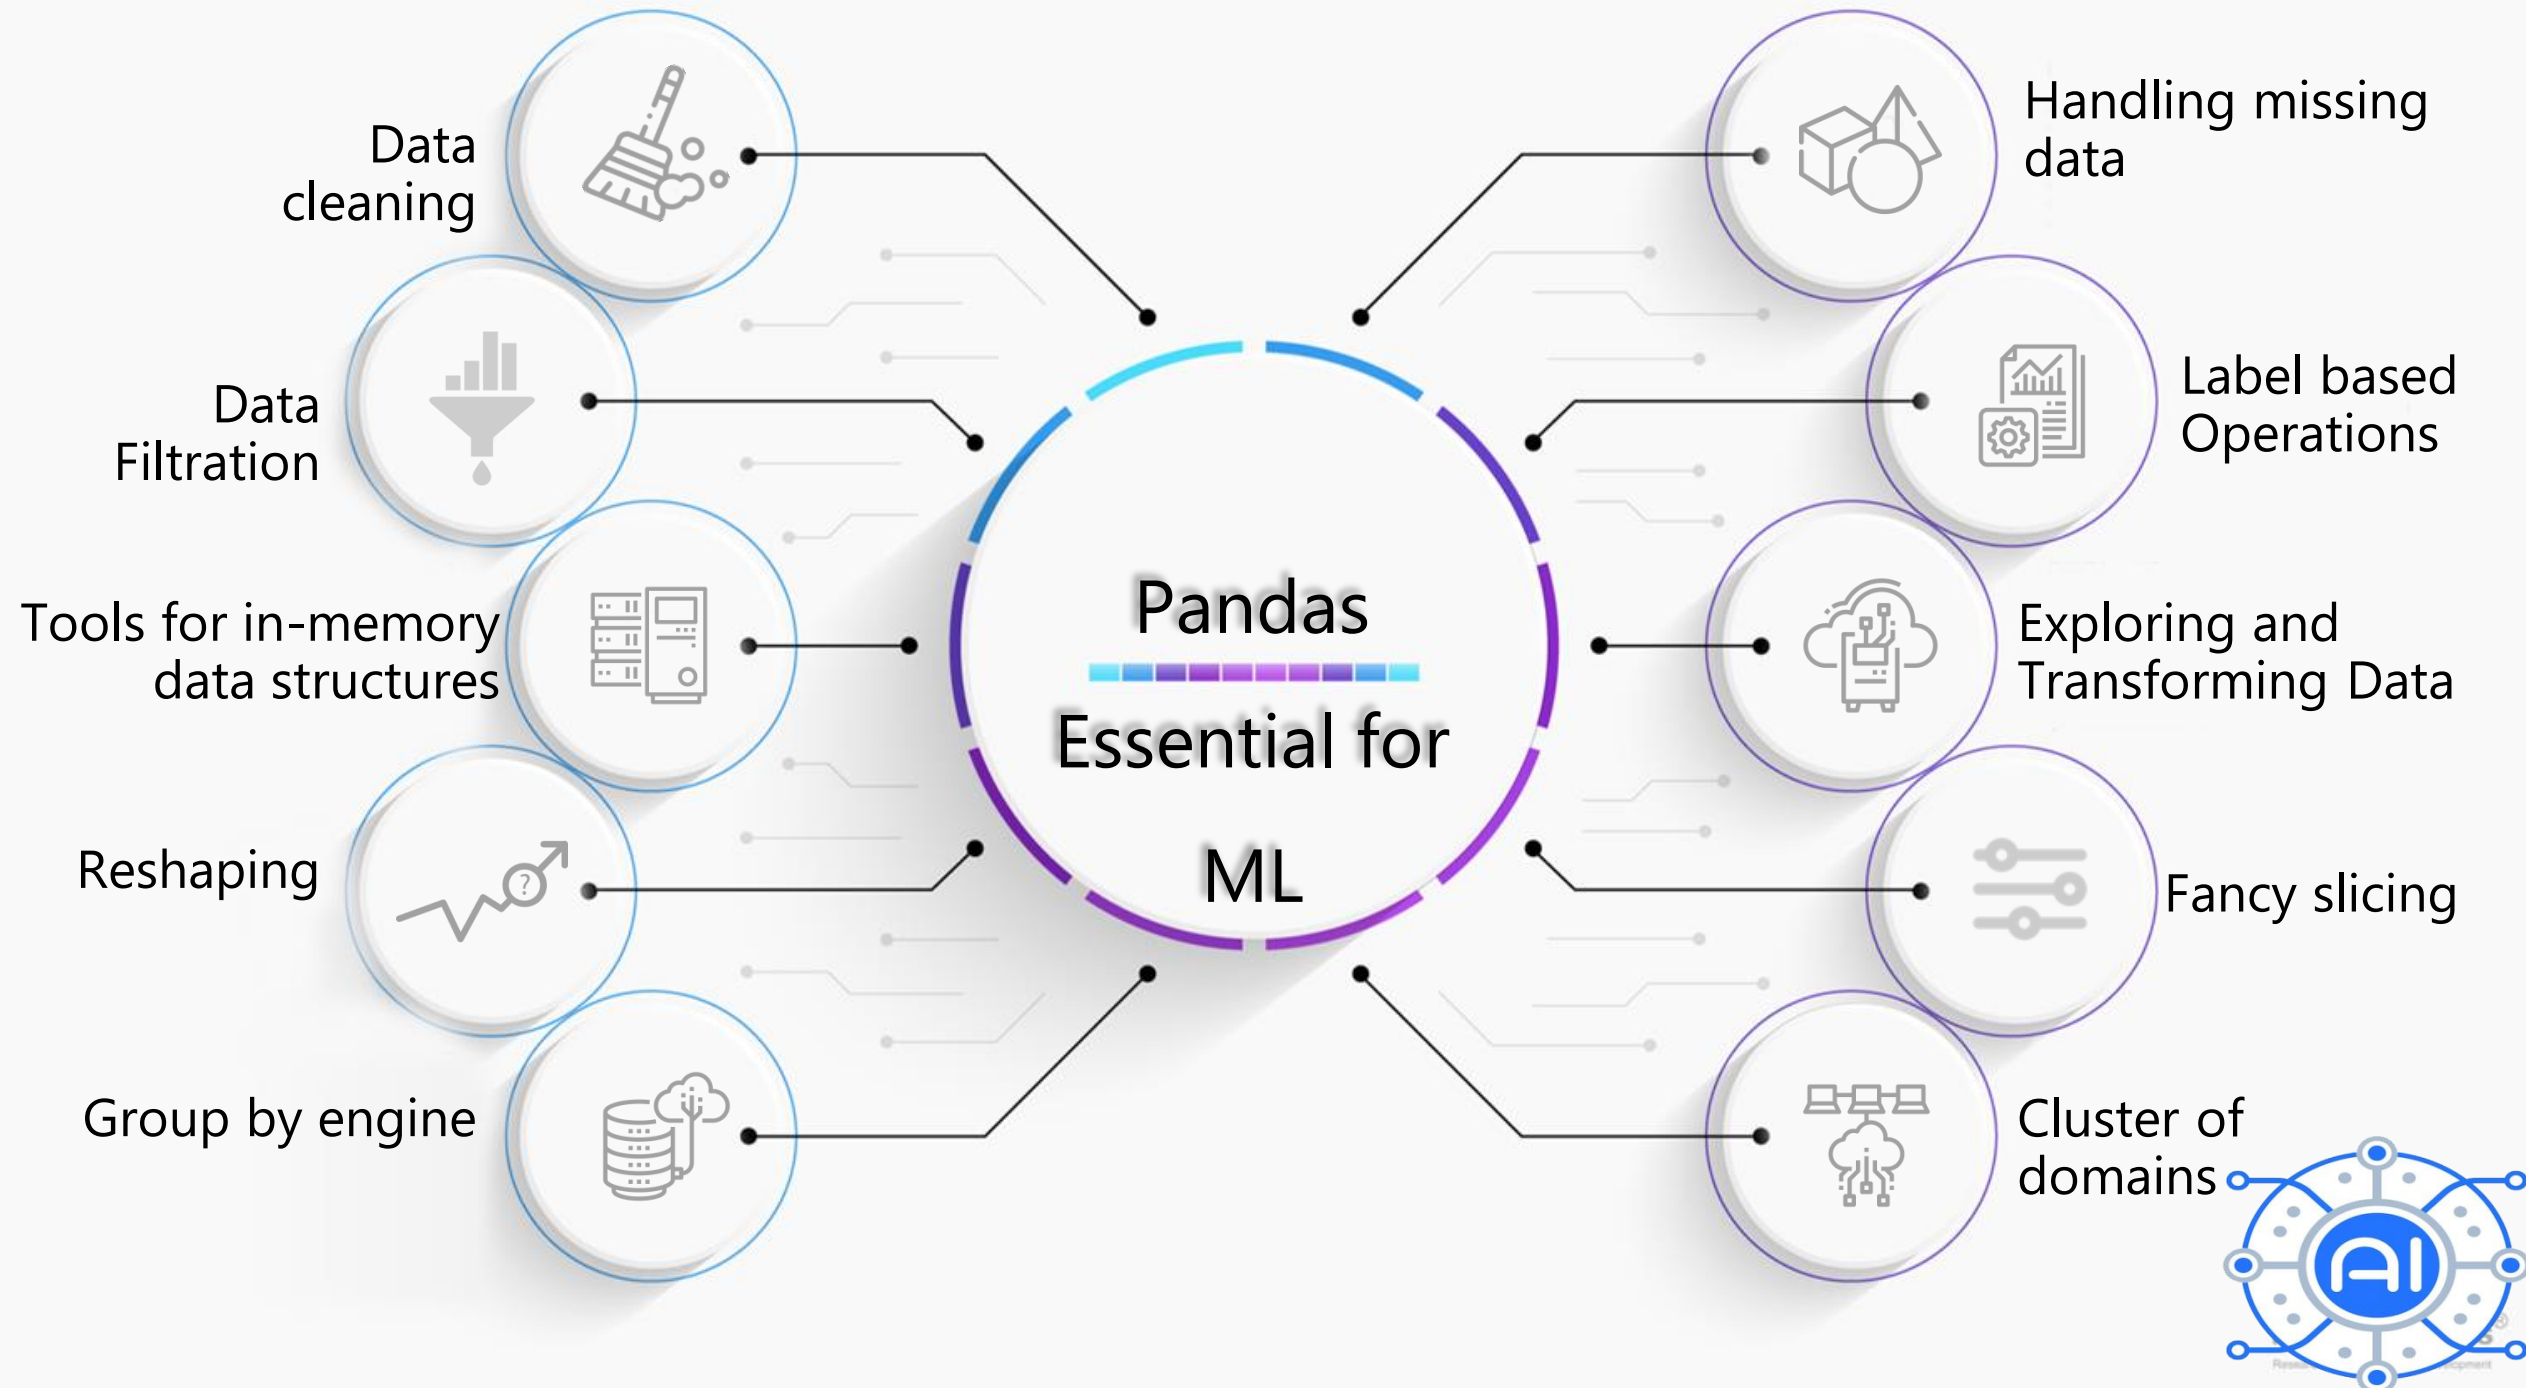 Data
cleaning
Data
Filtration
Tools for in-memory
data structures
Reshaping
?
Group by engine
Pandas
Essential for
ML
Handling missing
data
Label based
Operations
Exploring and
Transforming Data
Fancy slicing
Cluster of
domains
AI